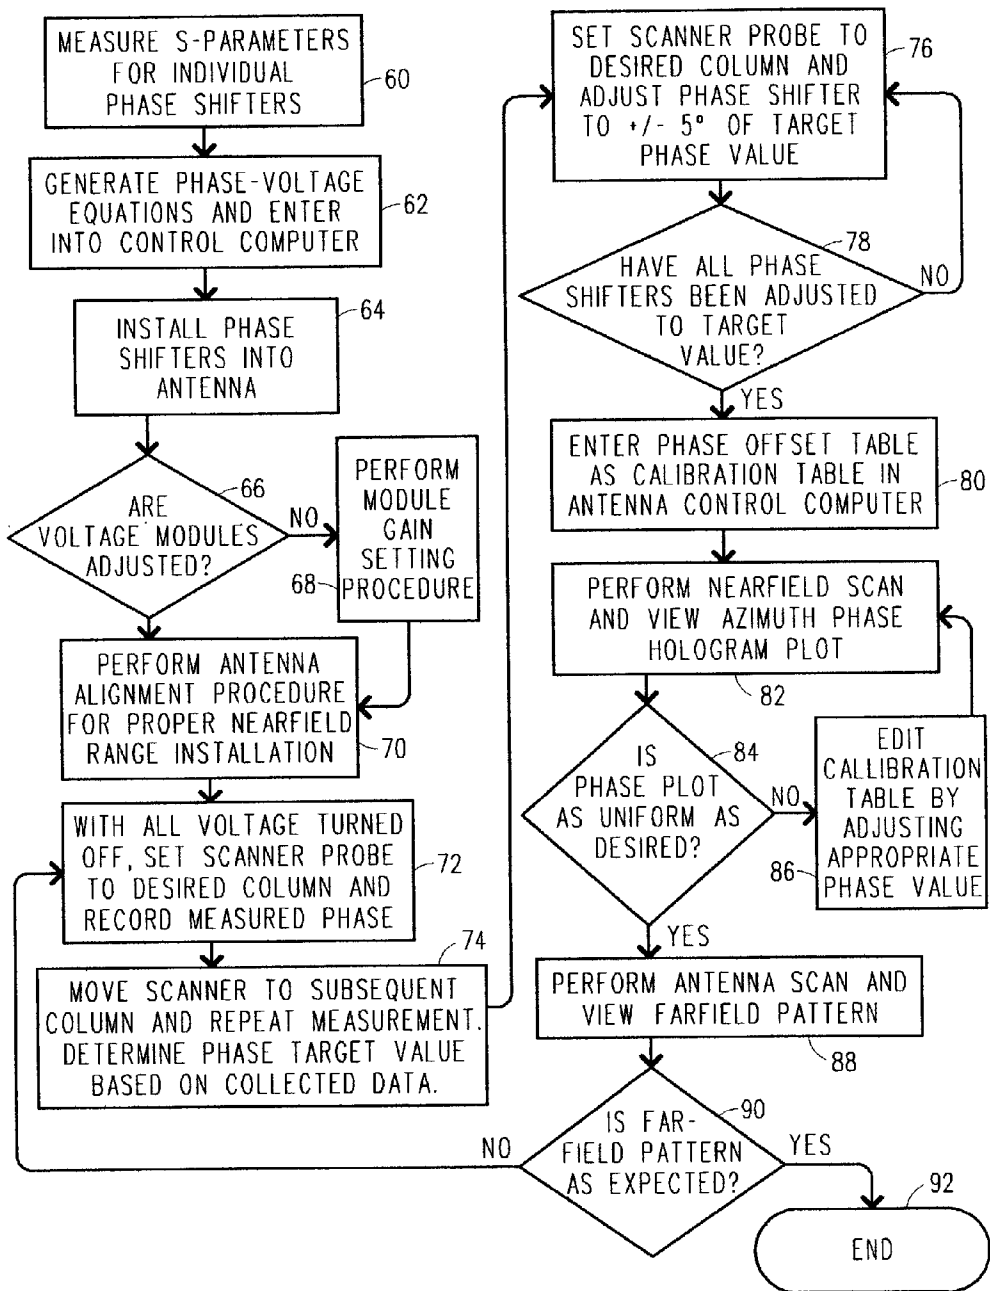 MEASURE S-PARAMETERS
FOR INDIVIDUAL
PHASE SHIFTERS
60
GENERATE PHASE-VOLTAGE
EQUATIONS AND ENTER
INTO CONTROL COMPUTER
62
INSTALL PHASE
SHIFTERS INTO
ANTENNA
64
ARE
VOLTAGE MODULES
ADJUSTED?
66
NO
PERFORM
MODULE
GAIN
SETTING
PROCEDURE
68
PERFORM ANTENNA
ALIGNMENT PROCEDURE
FOR PROPER NEARFIELD
RANGE INSTALLATION
70
WITH ALL VOLTAGE TURNED
OFF, SET SCANNER PROBE
TO DESIRED COLUMN AND
RECORD MEASURED PHASE
72
MOVE SCANNER TO SUBSEQUENT
COLUMN AND REPEAT MEASUREMENT.
DETERMINE PHASE TARGET VALUE
BASED ON COLLECTED DATA.
74
SET SCANNER PROBE TO
DESIRED COLUMN AND
ADJUST PHASE SHIFTER
TO +/- 5° OF TARGET
PHASE VALUE
76
HAVE ALL PHASE
SHIFTERS BEEN ADJUSTED
TO TARGET
VALUE?
78
NO
YES
ENTER PHASE OFFSET TABLE
AS CALIBRATION TABLE IN
ANTENNA CONTROL COMPUTER
80
PERFORM NEARFIELD SCAN
AND VIEW AZIMUTH PHASE
HOLOGRAM PLOT
82
IS
PHASE PLOT
AS UNIFORM AS
DESIRED?
84
NO
EDIT
CALLIBRATION
TABLE BY
ADJUSTING
APPROPRIATE
PHASE VALUE
86
YES
PERFORM ANTENNA SCAN AND
VIEW FARFIELD PATTERN
88
IS FAR-
FIELD PATTERN
AS EXPECTED?
90
NO
YES
92
END